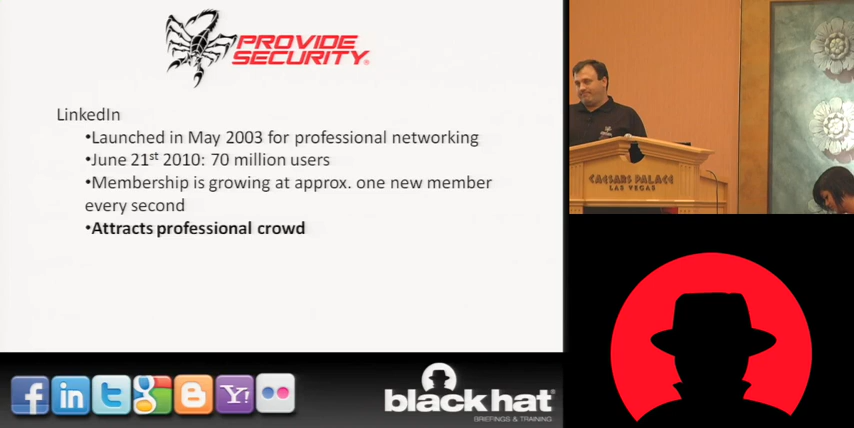 PROVIDE
SECURITY®
LinkedIn
•Launched in May 2003 for professional networking
•June 21st 2010: 70 million users
•Membership is growing at approx. one new member
every second
•Attracts professional crowd
CAESARS PALACE
LAS VEGAS
f in t g B Y!
black hat®
BRIEFINGS & TRAINING